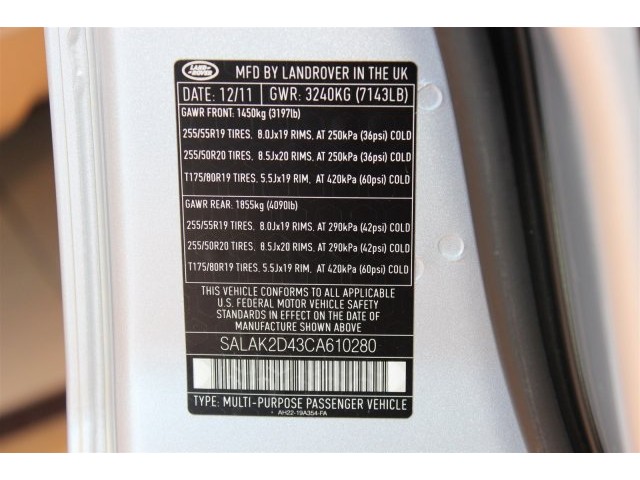 LAND ROVER
MFD BY LANDROVER IN THE UK
DATE: 12/11 GWR: 3240KG (7143LB)
GAWR FRONT: 1450kg (3197lb)
255/55R19 TIRES, 8.0Jx19 RIMS, AT 250kPa (36psi) COLD
255/50R20 TIRES, 8.5Jx20 RIMS, AT 250kPa (36psi) COLD
T175/80R19 TIRES, 5.5Jx19 RIM, AT 420kPa (60psi) COLD
GAWR REAR: 1855kg (4090lb)
255/55R19 TIRES, 8.0Jx19 RIMS, AT 290kPa (42psi) COLD
255/50R20 TIRES, 8.5Jx20 RIMS, AT 290kPa (42psi) COLD
T175/80R19 TIRES, 5.5Jx19 RIM, AT 420kPa (60psi) COLD
THIS VEHICLE CONFORMS TO ALL APPLICABLE
U.S. FEDERAL MOTOR VEHICLE SAFETY
STANDARDS IN EFFECT ON THE DATE OF
MANUFACTURE SHOWN ABOVE
SALAK2D43CA610280
TYPE: MULTI-PURPOSE PASSENGER VEHICLE
AH22-19A354-FA